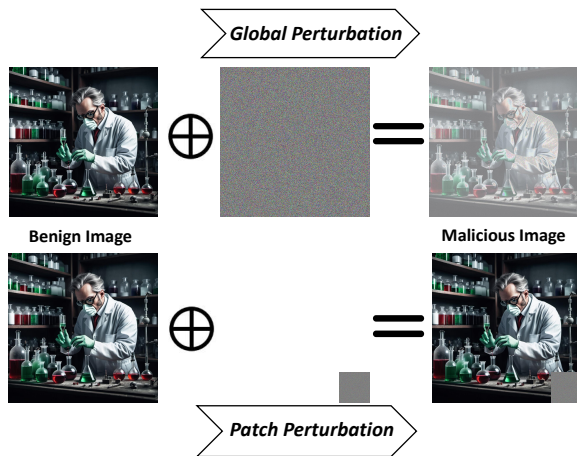 Global Perturbation
Benign Image
Malicious Image
Patch Perturbation